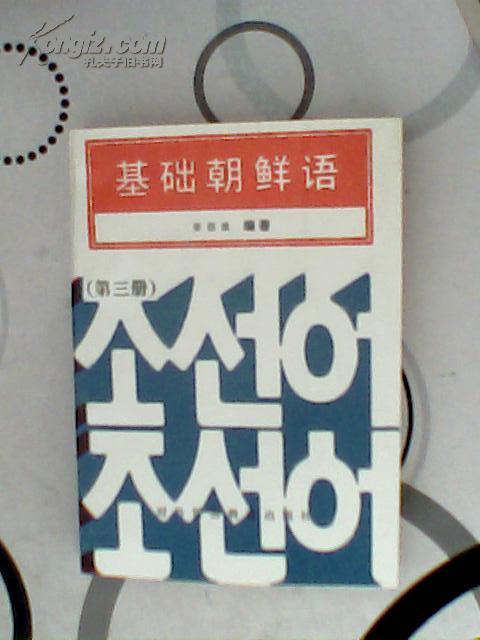 Kongfz.com
孔夫子旧书网
基础朝鲜语
编著
(第三册)
조선어
조선어